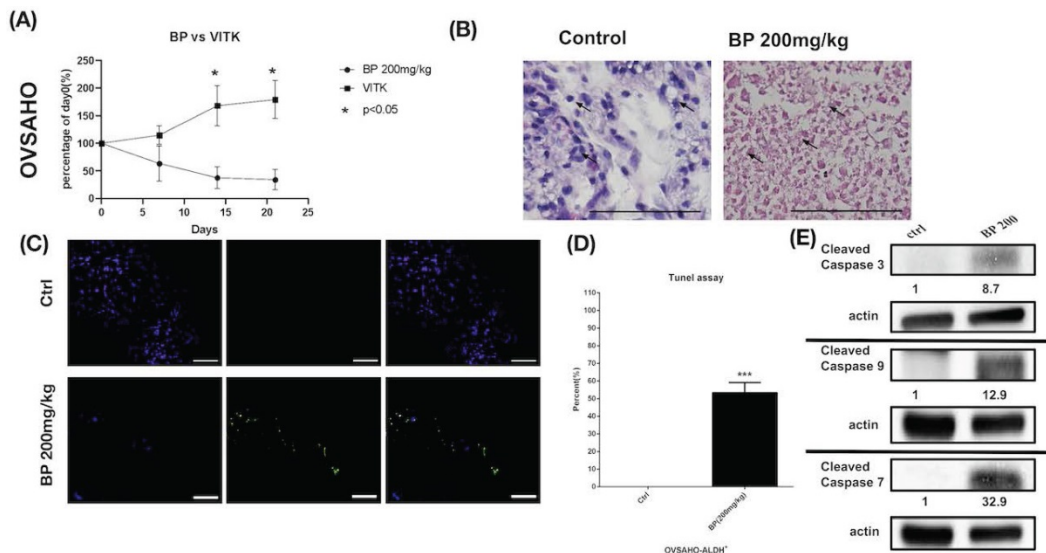 (A)
BP vs VITK
OVSAHO
percentage of day0(%)
250
200
150
100
50
0
0
5
10
15
20
25
Days
*
*
BP 200mg/kg
VITK
* p<0.05
(B)
Control
BP 200mg/kg
(C)
Ctrl
BP 200mg/kg
(D)
Tunel assay
Percent(%)
110
100
90
80
70
60
50
40
30
20
10
0
***
Ctrl
BP(200mg/kg)
OVSAHO-ALDH+
(E)
ctrl
BP 200
Cleaved
Caspase 3
1
8.7
actin
Cleaved
Caspase 9
1
12.9
actin
Cleaved
Caspase 7
1
32.9
actin